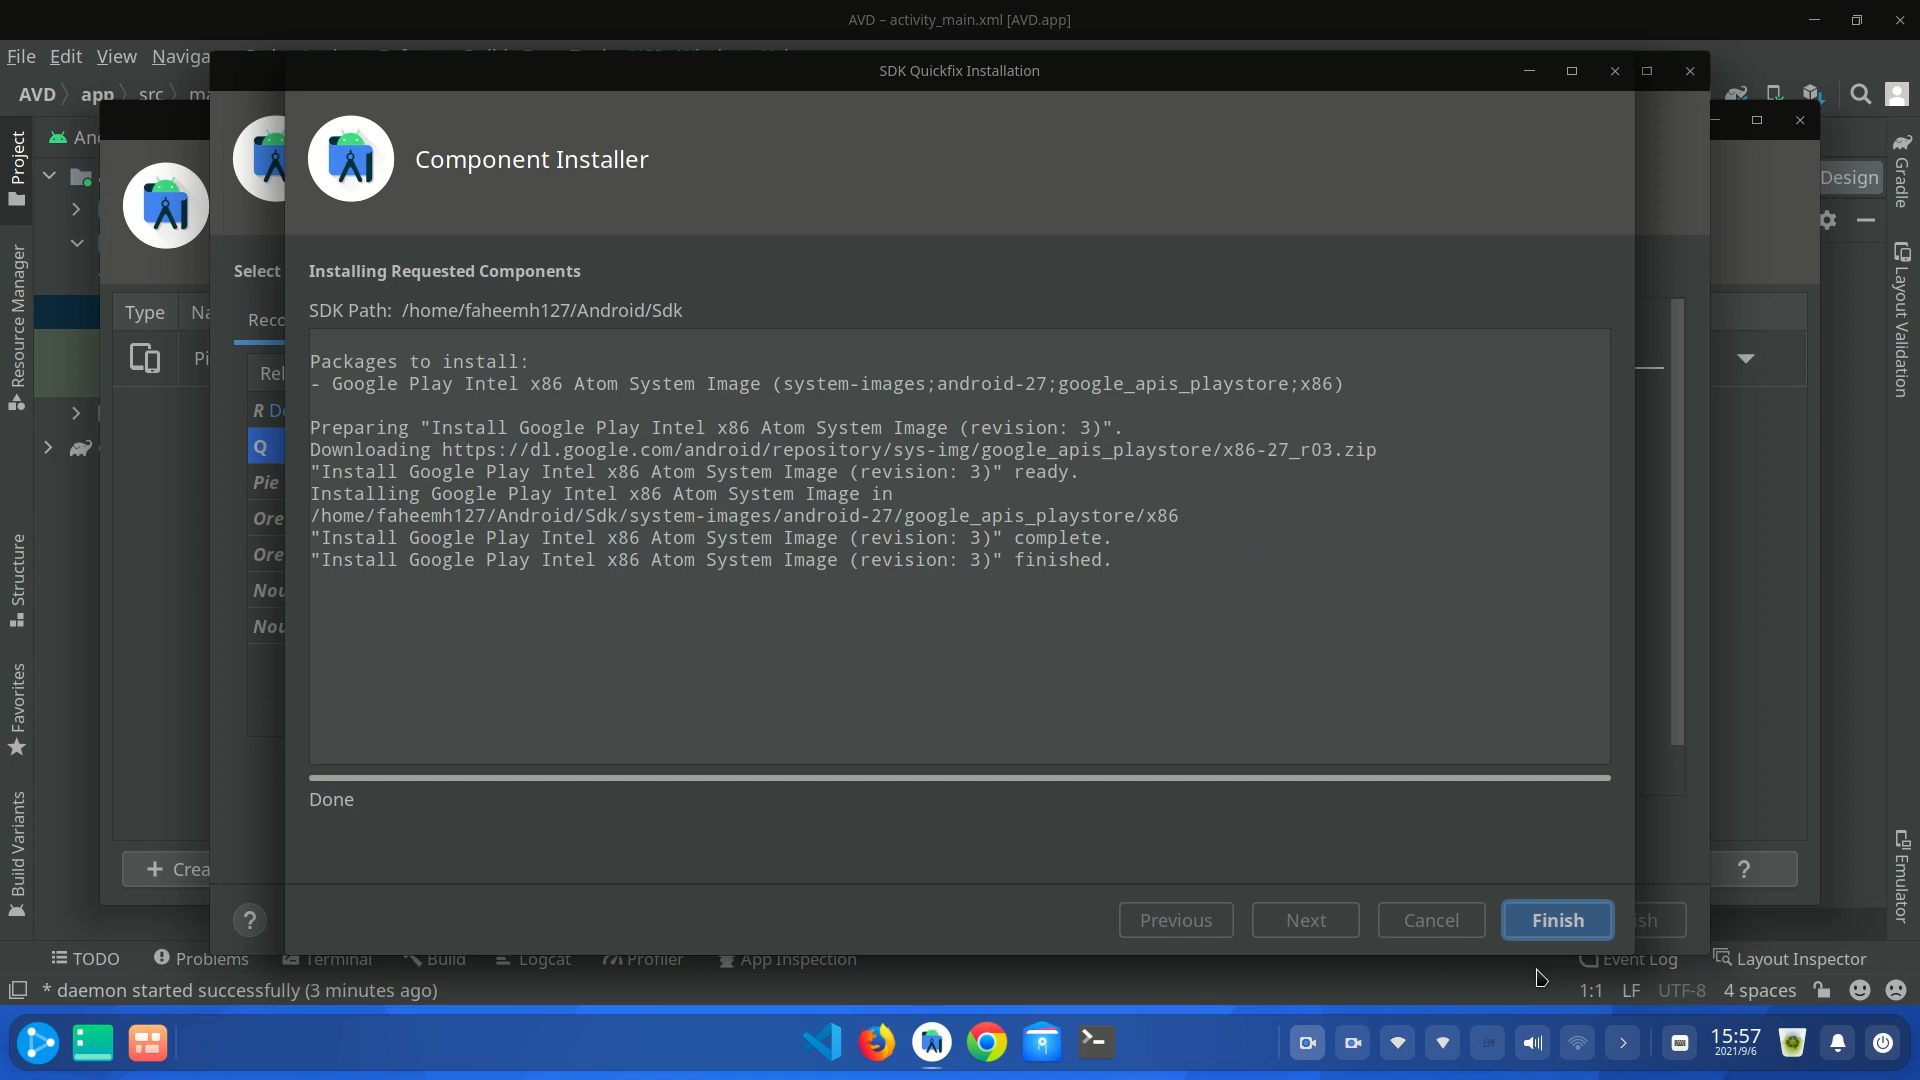 AVD – activity_main.xml [AVD.app]
File Edit View Naviga
SDK Quickfix Installation
AVD app src ma
Component Installer
Project
Resource Manager
Structure
Favorites
Build Variants
Type
Select
Installing Requested Components
SDK Path: /home/faheemh127/Android/Sdk
Packages to install:
- Google Play Intel x86 Atom System Image (system-images;android-27;google_apis_playstore;x86)
Preparing "Install Google Play Intel x86 Atom System Image (revision: 3)".
Downloading https://dl.google.com/android/repository/sys-img/google_apis_playstore/x86-27_r03.zip
"Install Google Play Intel x86 Atom System Image (revision: 3)" ready.
Installing Google Play Intel x86 Atom System Image in
/home/faheemh127/Android/Sdk/system-images/android-27/google_apis_playstore/x86
"Install Google Play Intel x86 Atom System Image (revision: 3)" complete.
"Install Google Play Intel x86 Atom System Image (revision: 3)" finished.
R Do
Q
Pie
Ore
Ore
Nou
Nou
Done
+ Crea
?
Previous Next Cancel Finish
sh
?
Design
Gradle
Layout Validation
Emulator
TODO Problems Terminal Build Logcat Profiler App Inspection Event Log Layout Inspector
* daemon started successfully (3 minutes ago)
1:1 LF UTF-8 4 spaces
15:57
2021/9/6